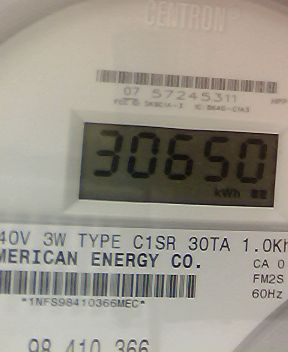 CENTRON®
07 57245311
30650
kWh
40V 3W TYPE C1SR 30TA 1.0Kh
MERICAN ENERGY CO.
CA 0
FM2S
*1NFS98410366MEC*
60Hz
98 410 366